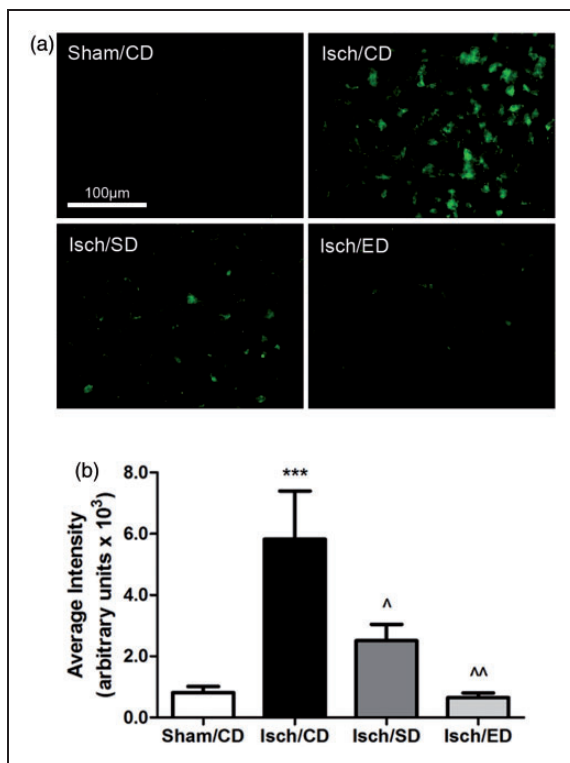 (a)
Sham/CD
Isch/CD
100µm
Isch/SD
Isch/ED
(b)
Average Intensity
(arbitrary units x 10³)
8.0
6.0
4.0
2.0
0.0
***
^
^^
Sham/CD Isch/CD Isch/SD Isch/ED